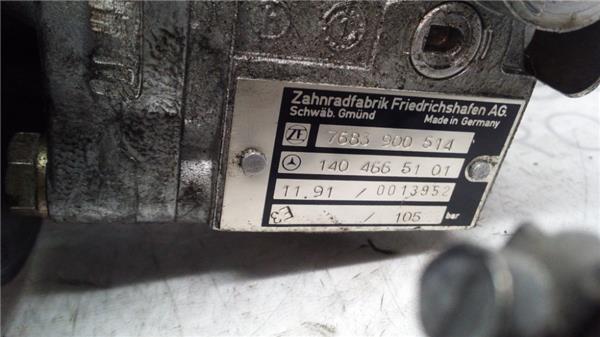 Zahnradfabrik Friedrichshafen AG.
Schwäb. Gmünd Made in Germany
ZF 7683 900 514
140 466 51 01
11.91 / 0013952
/ 105 bar